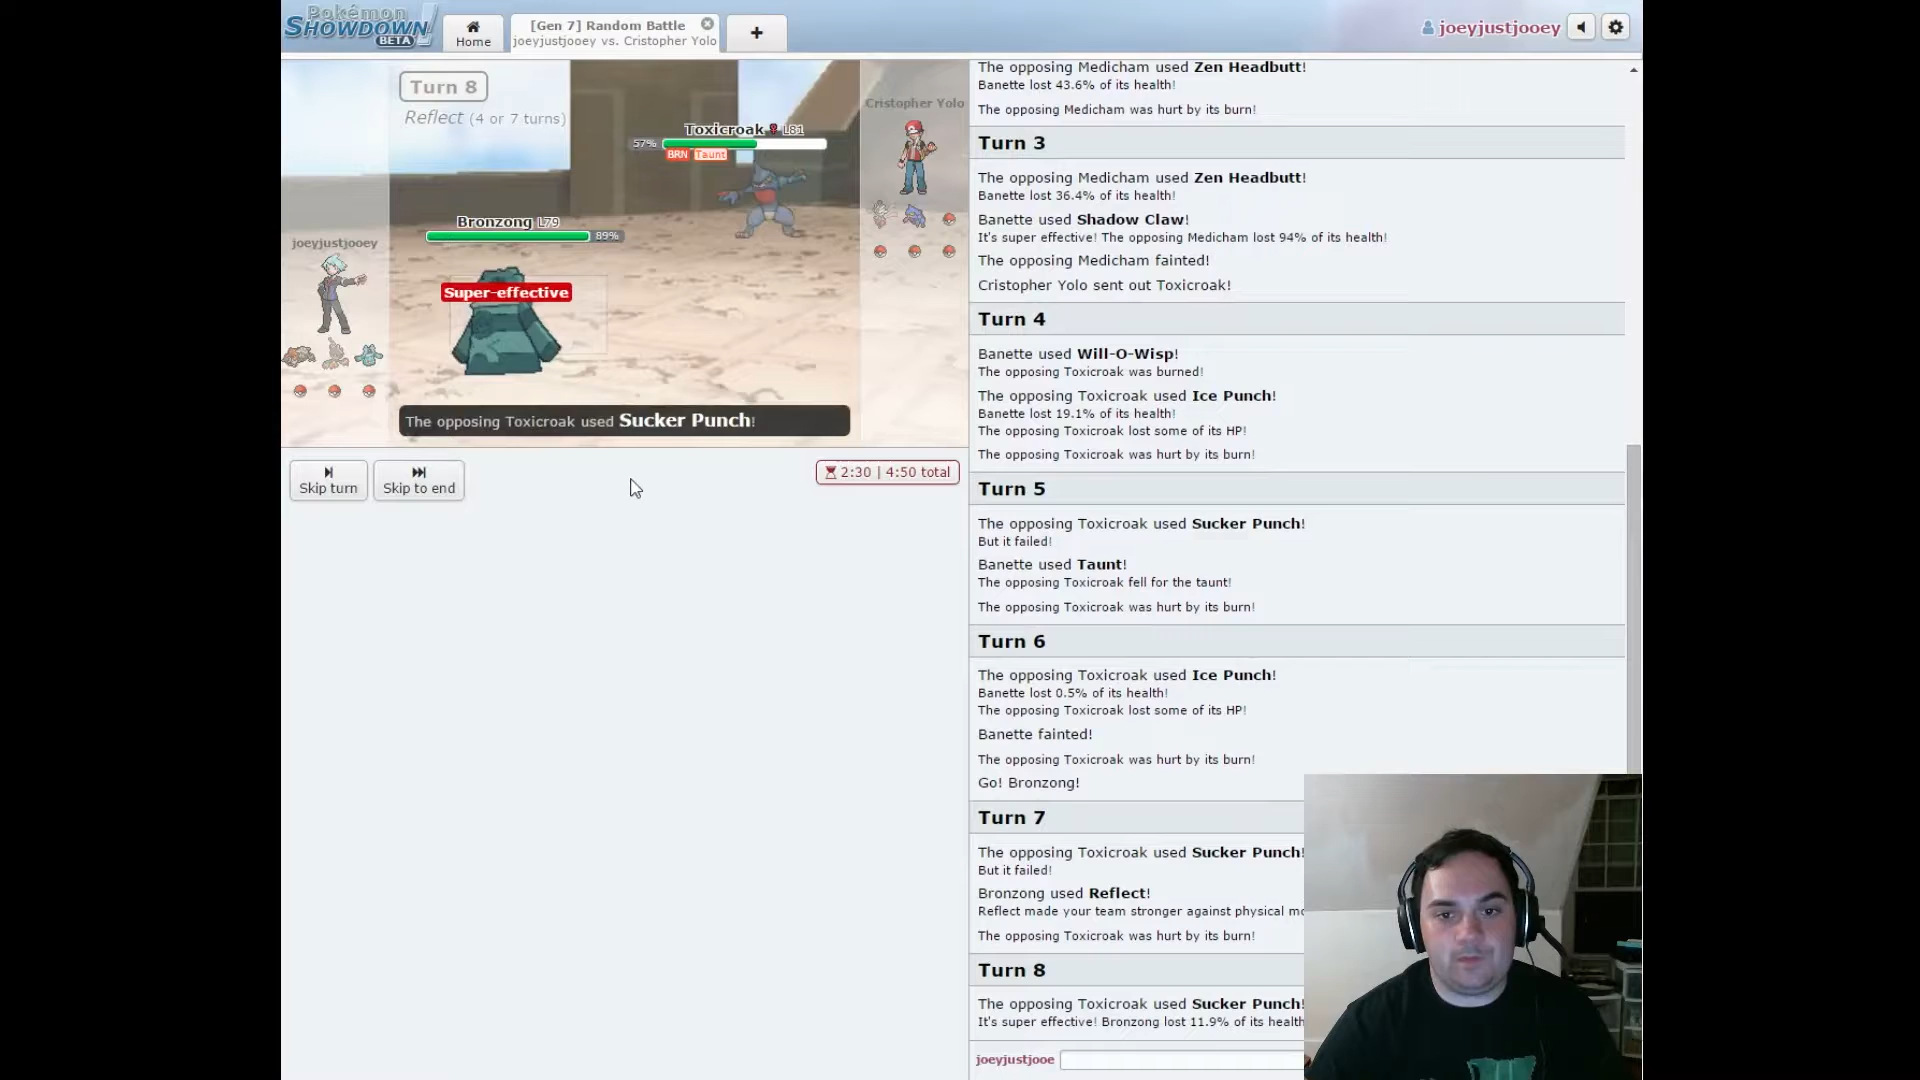 Pokémon
SHOWDOWN!
BETA
Home
[Gen 7] Random Battle
joeyjustjooey vs. Cristopher Yolo
+
joeyjustjooey
Turn 8
Reflect (4 or 7 turns)
Cristopher Yolo
Toxicroak L81
57%
BRN Taunt
Bronzong L79
89%
joeyjustjooey
Super-effective
The opposing Toxicroak used Sucker Punch!
Skip turn
Skip to end
2:30 | 4:50 total
The opposing Medicham used Zen Headbutt!
Banette lost 43.6% of its health!
The opposing Medicham was hurt by its burn!
Turn 3
The opposing Medicham used Zen Headbutt!
Banette lost 36.4% of its health!
Banette used Shadow Claw!
It's super effective! The opposing Medicham lost 94% of its health!
The opposing Medicham fainted!
Cristopher Yolo sent out Toxicroak!
Turn 4
Banette used Will-O-Wisp!
The opposing Toxicroak was burned!
The opposing Toxicroak used Ice Punch!
Banette lost 19.1% of its health!
The opposing Toxicroak lost some of its HP!
The opposing Toxicroak was hurt by its burn!
Turn 5
The opposing Toxicroak used Sucker Punch!
But it failed!
Banette used Taunt!
The opposing Toxicroak fell for the taunt!
The opposing Toxicroak was hurt by its burn!
Turn 6
The opposing Toxicroak used Ice Punch!
Banette lost 0.5% of its health!
The opposing Toxicroak lost some of its HP!
Banette fainted!
The opposing Toxicroak was hurt by its burn!
Go! Bronzong!
Turn 7
The opposing Toxicroak used Sucker Punch!
But it failed!
Bronzong used Reflect!
Reflect made your team stronger against physical mo
The opposing Toxicroak was hurt by its burn!
Turn 8
The opposing Toxicroak used Sucker Punch!
It's super effective! Bronzong lost 11.9% of its health
joeyjustjooe